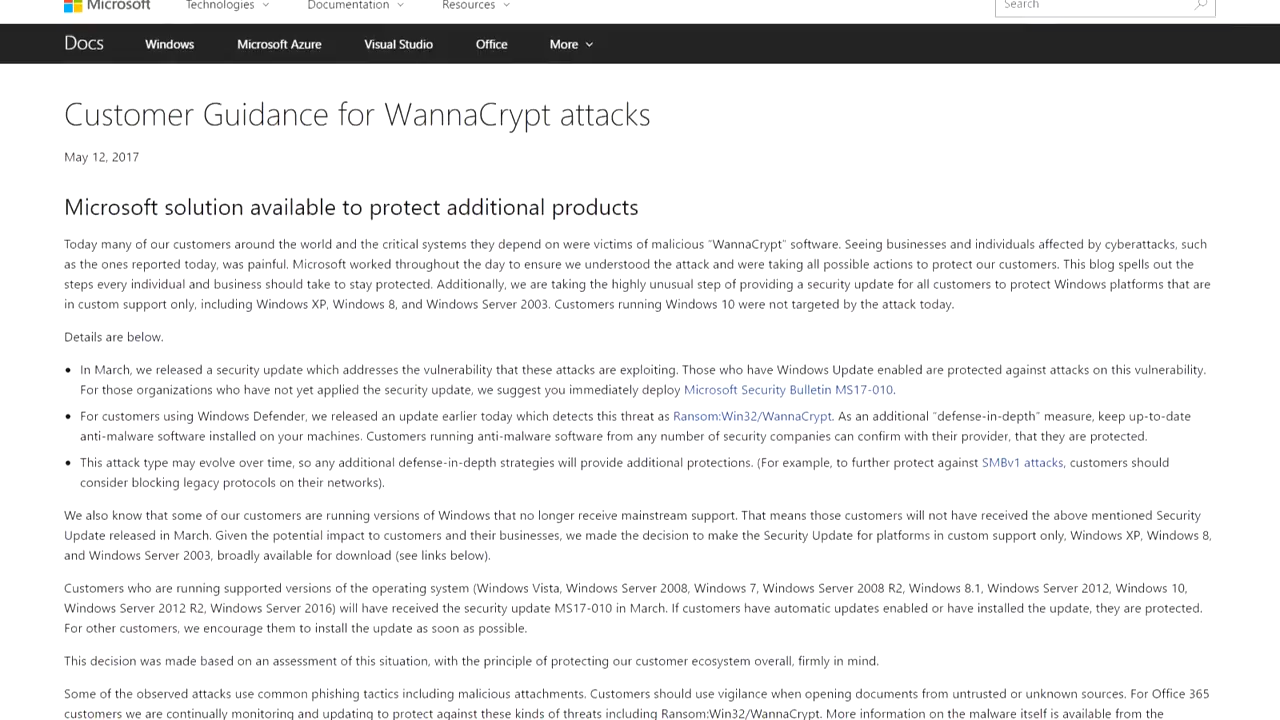 Microsoft Technologies Documentation Resources Search
Docs Windows Microsoft Azure Visual Studio Office More
Customer Guidance for WannaCrypt attacks
May 12, 2017
Microsoft solution available to protect additional products
Today many of our customers around the world and the critical systems they depend on were victims of malicious "WannaCrypt" software. Seeing businesses and individuals affected by cyberattacks, such
as the ones reported today, was painful. Microsoft worked throughout the day to ensure we understood the attack and were taking all possible actions to protect our customers. This blog spells out the
steps every individual and business should take to stay protected. Additionally, we are taking the highly unusual step of providing a security update for all customers to protect Windows platforms that are
in custom support only, including Windows XP, Windows 8, and Windows Server 2003. Customers running Windows 10 were not targeted by the attack today.
Details are below.
• In March, we released a security update which addresses the vulnerability that these attacks are exploiting. Those who have Windows Update enabled are protected against attacks on this vulnerability.
For those organizations who have not yet applied the security update, we suggest you immediately deploy Microsoft Security Bulletin MS17-010.
• For customers using Windows Defender, we released an update earlier today which detects this threat as Ransom:Win32/WannaCrypt. As an additional "defense-in-depth" measure, keep up-to-date
anti-malware software installed on your machines. Customers running anti-malware software from any number of security companies can confirm with their provider, that they are protected.
• This attack type may evolve over time, so any additional defense-in-depth strategies will provide additional protections. (For example, to further protect against SMBv1 attacks, customers should
consider blocking legacy protocols on their networks).
We also know that some of our customers are running versions of Windows that no longer receive mainstream support. That means those customers will not have received the above mentioned Security
Update released in March. Given the potential impact to customers and their businesses, we made the decision to make the Security Update for platforms in custom support only, Windows XP, Windows 8,
and Windows Server 2003, broadly available for download (see links below).
Customers who are running supported versions of the operating system (Windows Vista, Windows Server 2008, Windows 7, Windows Server 2008 R2, Windows 8.1, Windows Server 2012, Windows 10,
Windows Server 2012 R2, Windows Server 2016) will have received the security update MS17-010 in March. If customers have automatic updates enabled or have installed the update, they are protected.
For other customers, we encourage them to install the update as soon as possible.
This decision was made based on an assessment of this situation, with the principle of protecting our customer ecosystem overall, firmly in mind.
Some of the observed attacks use common phishing tactics including malicious attachments. Customers should use vigilance when opening documents from untrusted or unknown sources. For Office 365
customers we are continually monitoring and updating to protect against these kinds of threats including Ransom:Win32/WannaCrypt. More information on the malware itself is available from the